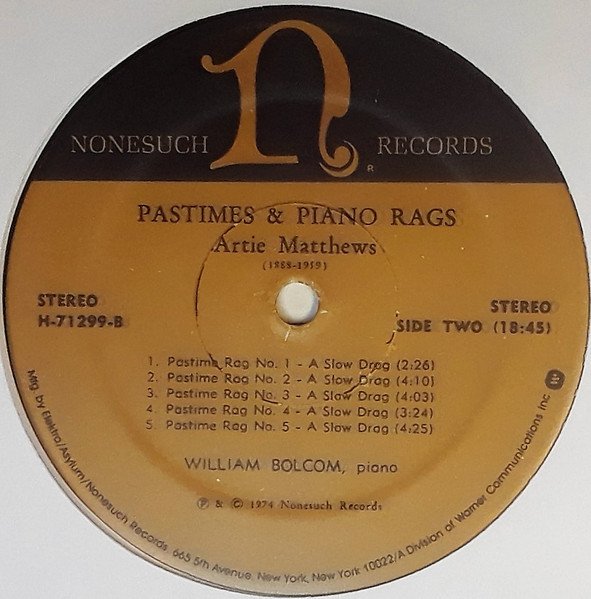 n
NONESUCH RECORDS
R
PASTIMES & PIANO RAGS
Artie Matthews
(1888-1959)
STEREO
H-71299-B
STEREO
SIDE TWO (18:45)
1. Pastime Rag No. 1 - A Slow Drag (2:26)
2. Pastime Rag No. 2 - A Slow Drag (4:10)
3. Pastime Rag No. 3 - A Slow Drag (4:03)
4. Pastime Rag No. 4 - A Slow Drag (3:24)
5. Pastime Rag No. 5 - A Slow Drag (4:25)
WILLIAM BOLCOM, piano
Ⓟ & © 1974 Nonesuch Records
Mfg. by Elektra/Asylum/Nonesuch Records 665 5th Avenue, New York, New York 10022/A Division of Warner Communications Inc.